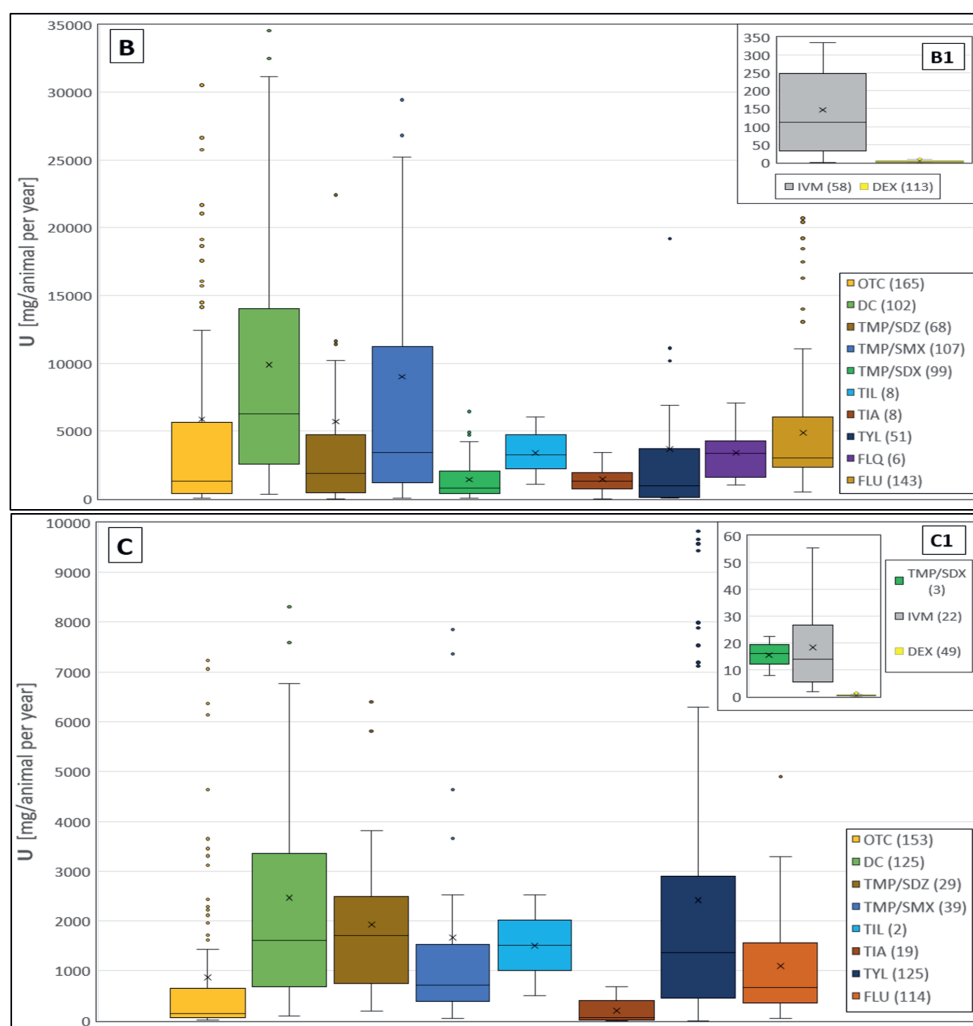 B
35000
30000
25000
20000
15000
10000
5000
0
U [mg/animal per year]
B1
350
300
250
200
150
100
50
0
IVM (58) DEX (113)
OTC (165)
DC (102)
TMP/SDZ (68)
TMP/SMX (107)
TMP/SDX (99)
TIL (8)
TIA (8)
TYL (51)
FLQ (6)
FLU (143)
C
10000
9000
8000
7000
6000
5000
4000
3000
2000
1000
0
U [mg/animal per year]
C1
60
50
40
30
20
10
0
TMP/SDX
(3)
IVM (22)
DEX (49)
OTC (153)
DC (125)
TMP/SDZ (29)
TMP/SMX (39)
TIL (2)
TIA (19)
TYL (125)
FLU (114)